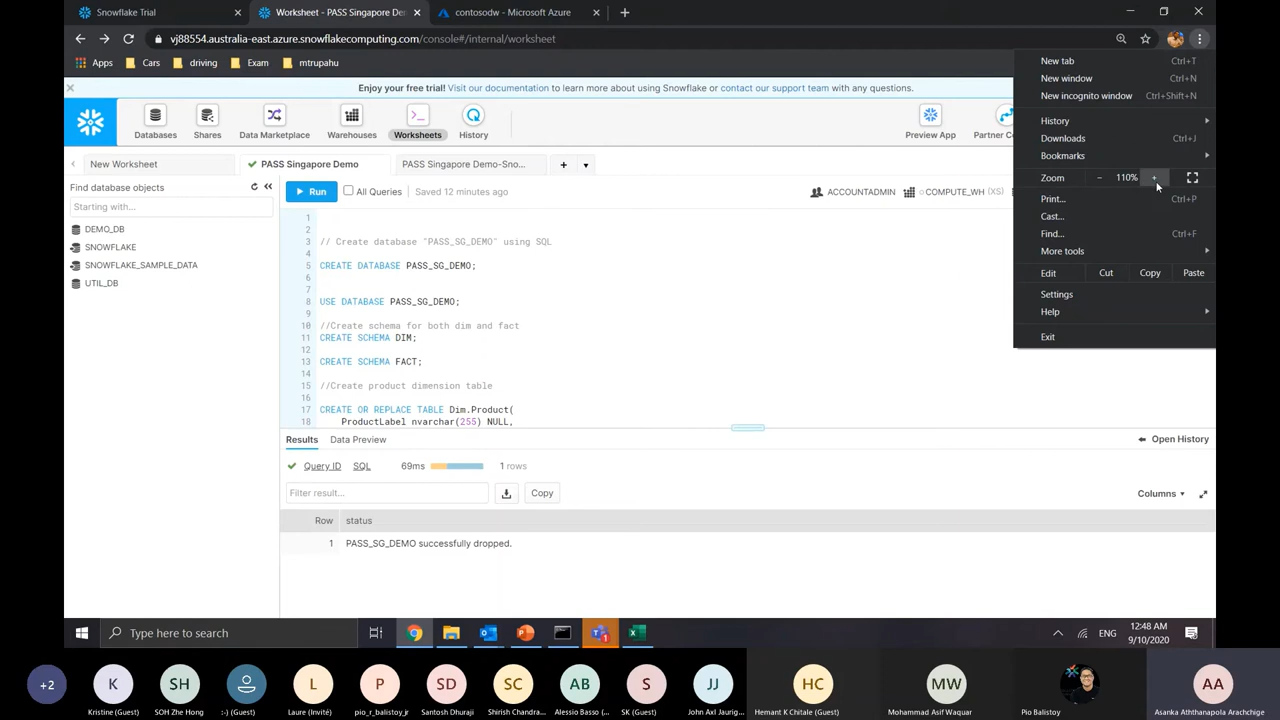 Snowflake Trial
Worksheet - PASS Singapore De
contosodw - Microsoft Azure
vj88554.australia-east.azure.snowflakecomputing.com/console#/internal/worksheet
Apps
Cars
driving
Exam
mtrupahu
Enjoy your free trial! Visit our documentation to learn more about using Snowflake or contact our support team with any questions.
Databases
Shares
Data Marketplace
Warehouses
Worksheets
History
Preview App
Partner Co
New Worksheet
PASS Singapore Demo
PASS Singapore Demo-Sno...
Find database objects
Starting with...
DEMO_DB
SNOWFLAKE
SNOWFLAKE_SAMPLE_DATA
UTIL_DB
Run
All Queries
Saved 12 minutes ago
ACCOUNTADMIN
COMPUTE_WH (XS)
1
2
3 // Create database "PASS_SG_DEMO" using SQL
4
5 CREATE DATABASE PASS_SG_DEMO;
6
7
8 USE DATABASE PASS_SG_DEMO;
9
10 //Create schema for both dim and fact
11 CREATE SCHEMA DIM;
12
13 CREATE SCHEMA FACT;
14
15 //Create product dimension table
16
17 CREATE OR REPLACE TABLE Dim.Product(
18 ProductLabel nvarchar(255) NULL,
New tab Ctrl+T
New window Ctrl+N
New incognito window Ctrl+Shift+N
History
Downloads Ctrl+J
Bookmarks
Zoom - 110% +
Print... Ctrl+P
Cast...
Find... Ctrl+F
More tools
Edit Cut Copy Paste
Settings
Help
Exit
Results
Data Preview
Open History
Query ID SQL 69ms 1 rows
Filter result...
Copy
Columns
Row status
1 PASS_SG_DEMO successfully dropped.
Type here to search
1
ENG
12:48 AM
9/10/2020
+2
K
SH
L
P
SD
SC
AB
S
JJ
HC
MW
AA
Kristine (Guest)
SOH Zhe Hong
:-) (Guest)
Laure (Invité)
pio_r_balistoy_jr
Santosh Dhuraji
Shirish Chandra...
Alessio Basso (...
SK (Guest)
John Axl Jaurig...
Hemant K Chitale (Guest)
Mohammad Asif Waquar
Pio Balistoy
Asanka Aththanapola Arachchige